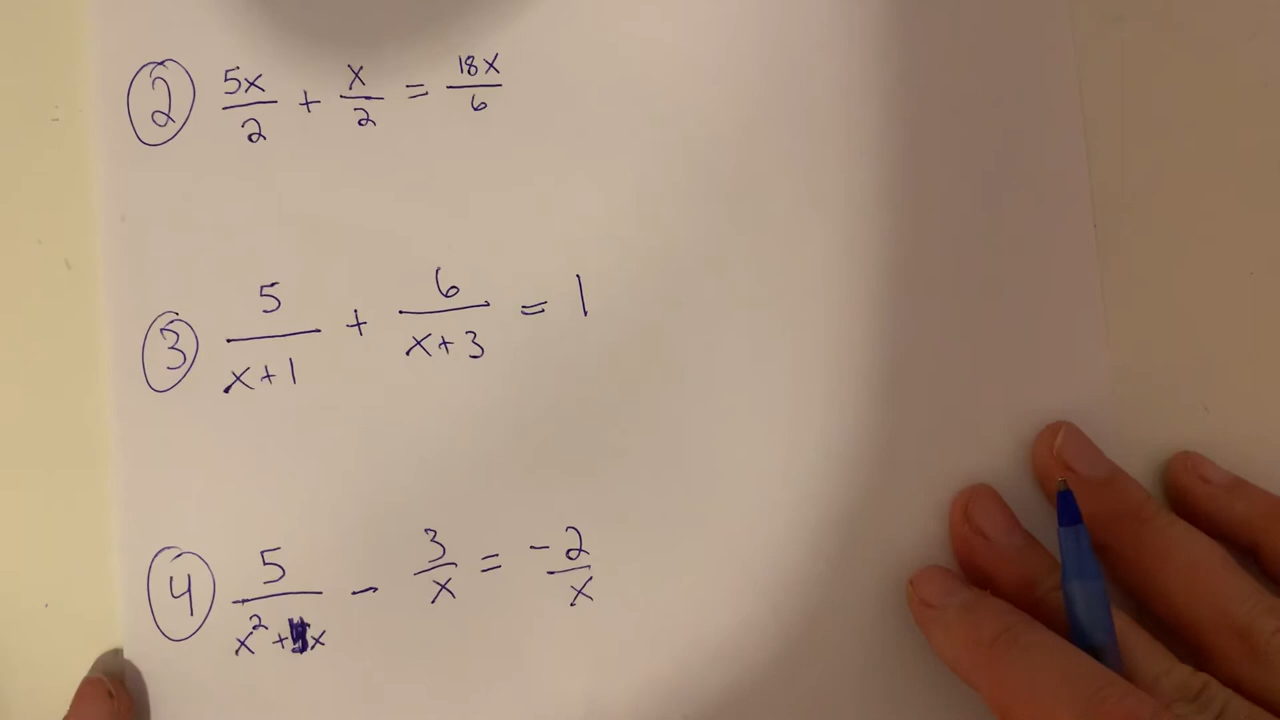 ② 5x/2 + x/2 = 18x/6
③ 5/(x+1) + 6/(x+3) = 1
④ 5/(x²+x) - 3/x = -2/x